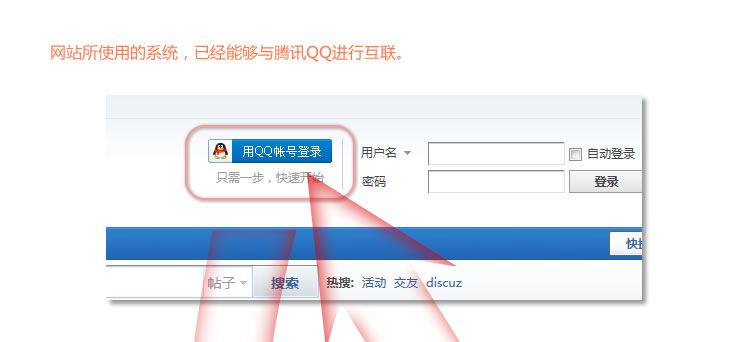 网站所使用的系统，已经能够与腾讯QQ进行互联。
用QQ帐号登录
只需一步，快速开始
用户名
自动登录
密码
登录
快捷
帖子 搜索 热搜: 活动 交友 discuz